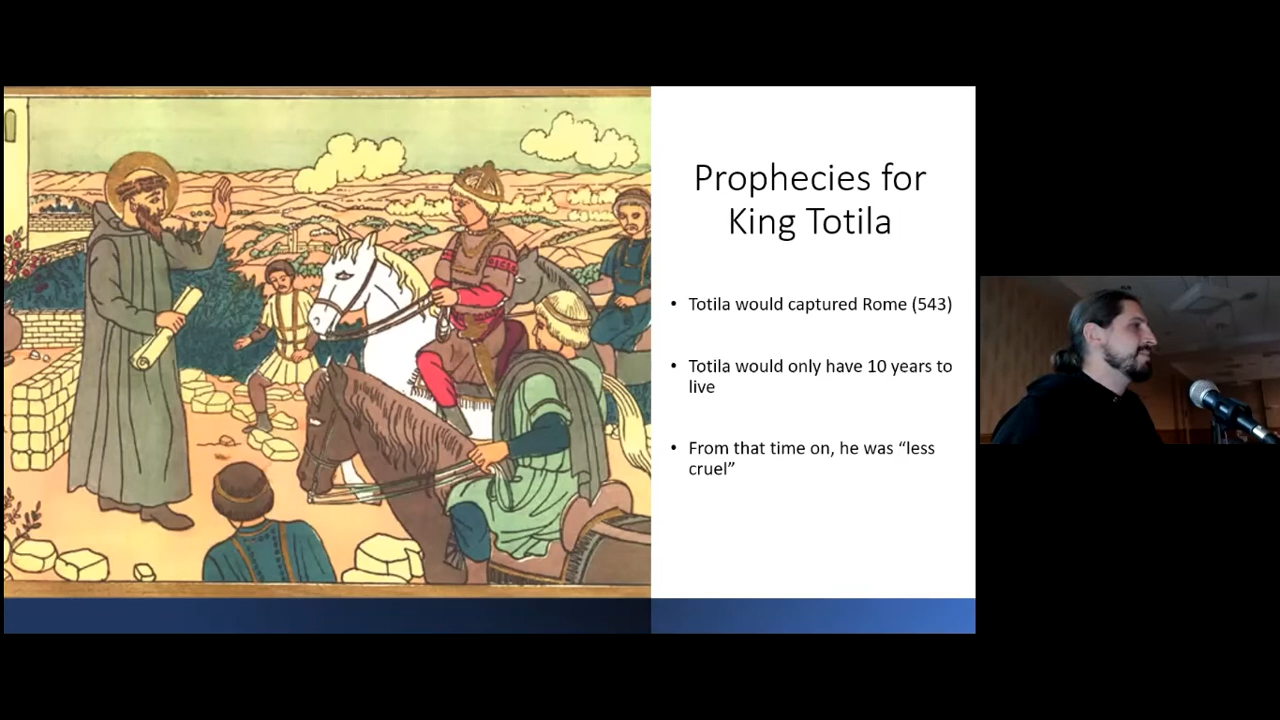 Prophecies for
King Totila
• Totila would captured Rome (543)
• Totila would only have 10 years to
live
• From that time on, he was “less
cruel”